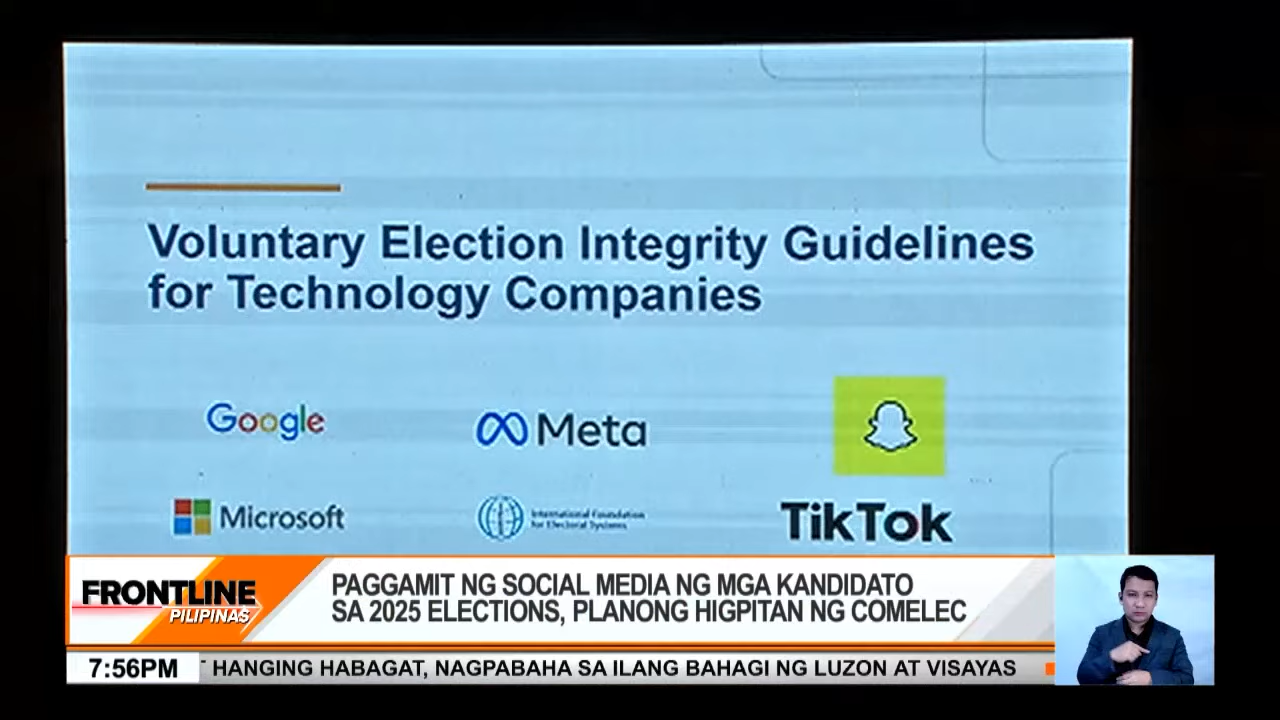 Voluntary Election Integrity Guidelines
for Technology Companies
Google
Meta
Microsoft
International Foundation
for Electoral Systems
TikTok
FRONTLINE
PILIPINAS
PAGGAMIT NG SOCIAL MEDIA NG MGA KANDIDATO
SA 2025 ELECTIONS, PLANONG HIGPITAN NG COMELEC
7:56PM
HANGING HABAGAT, NAGPABAHA SA ILANG BAHAGI NG LUZON AT VISAYAS